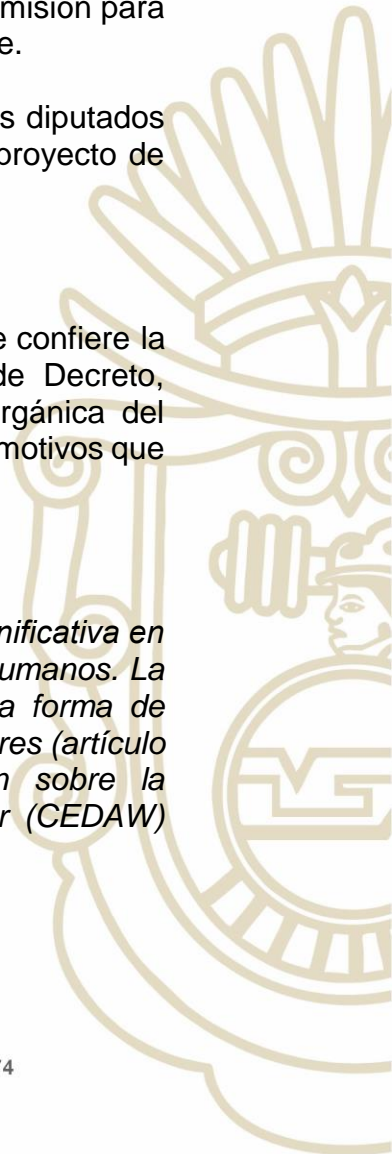 misión para
e.
s diputados
proyecto de
e confiere la
de Decreto,
rgánica del
motivos que
nificativa en
umanos. La
a forma de
res (artículo
n sobre la
r (CEDAW)
74